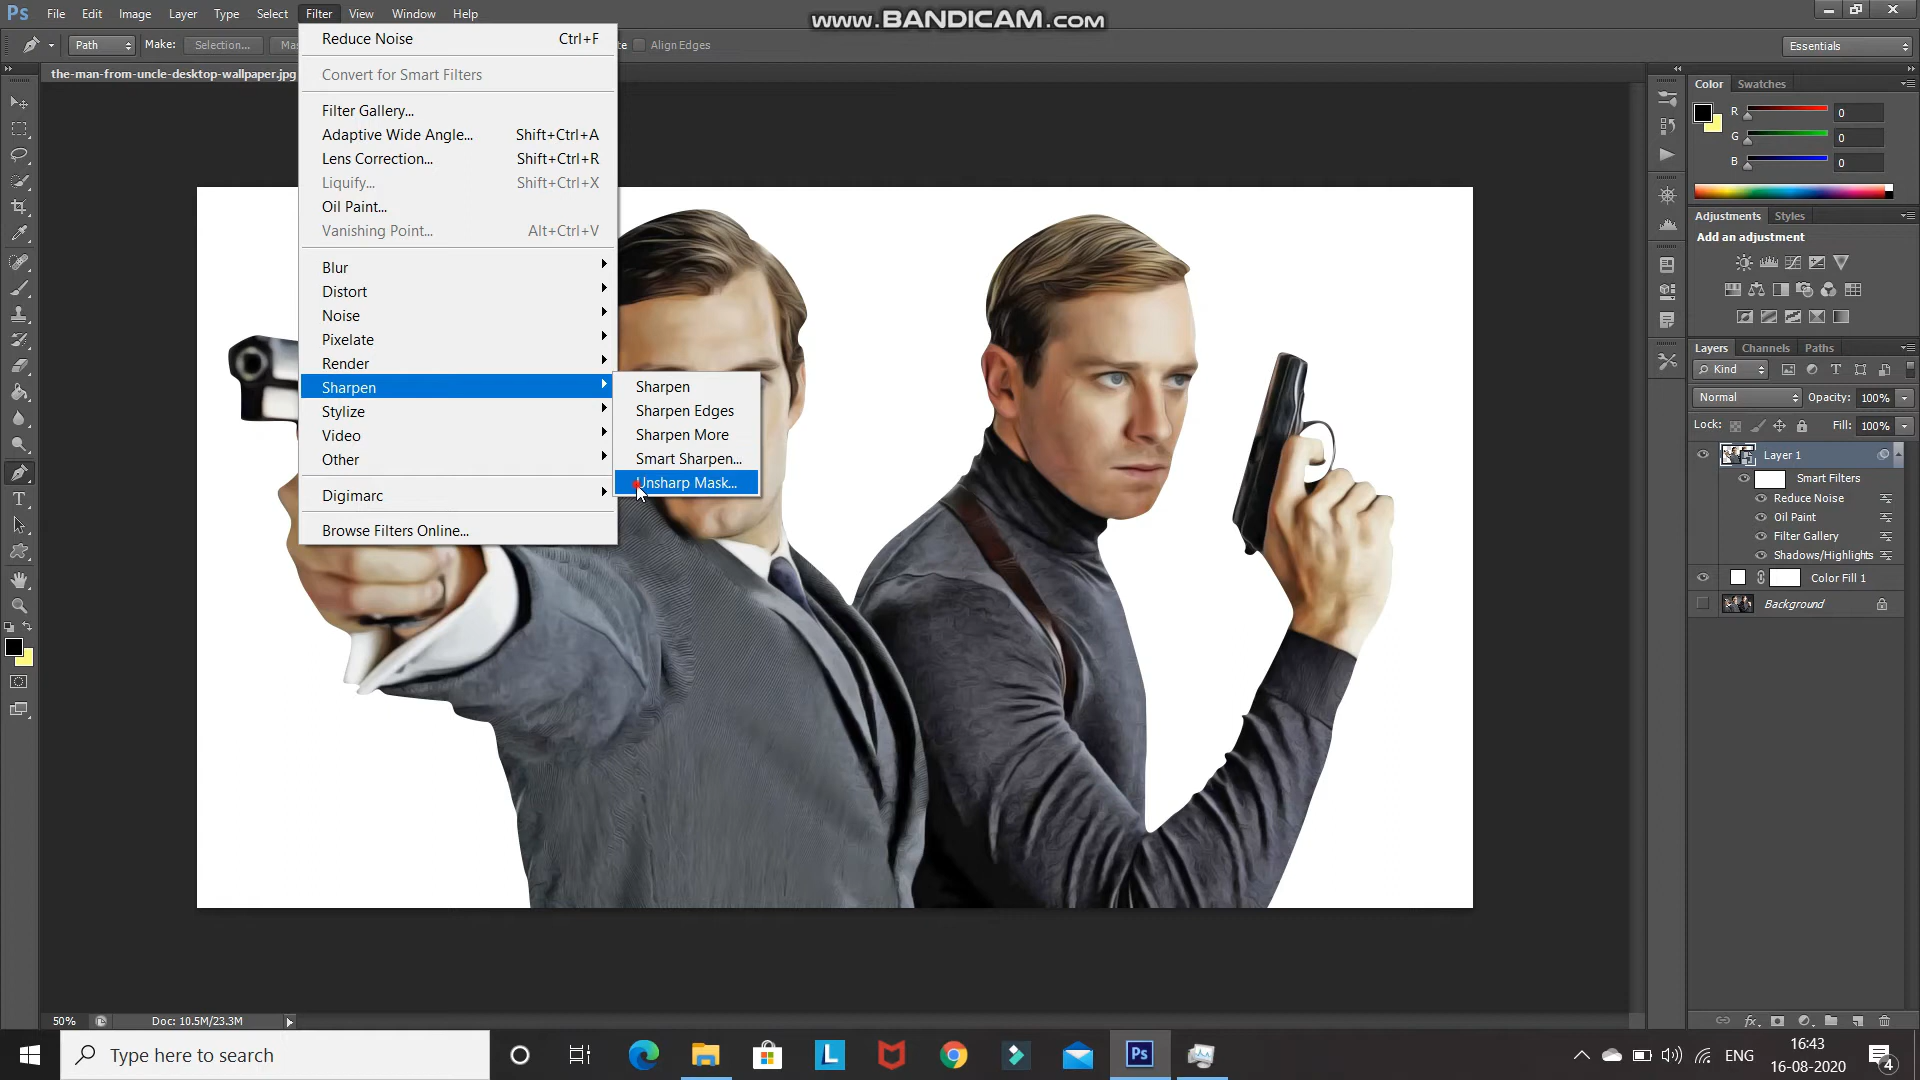 Ps File Edit Image Layer Type Select Filter View Window Help
www.BANDICAM.com
Path Make: Selection... Align Edges Essentials
the-man-from-uncle-desktop-wallpaper.jpg
Reduce Noise Ctrl+F
Convert for Smart Filters
Filter Gallery...
Adaptive Wide Angle... Shift+Ctrl+A
Lens Correction... Shift+Ctrl+R
Liquify... Shift+Ctrl+X
Oil Paint...
Vanishing Point... Alt+Ctrl+V
Blur
Distort
Noise
Pixelate
Render
Sharpen
Stylize
Video
Other
Digimarc
Browse Filters Online...
Sharpen
Sharpen Edges
Sharpen More
Smart Sharpen...
Unsharp Mask...
Color Swatches
R 0
G 0
B 0
Adjustments Styles
Add an adjustment
Layers Channels Paths
Kind
Normal Opacity: 100%
Lock: Fill: 100%
Layer 1
Smart Filters
Reduce Noise
Oil Paint
Filter Gallery
Shadows/Highlights
Color Fill 1
Background
50% Doc: 10.5M/23.3M
Type here to search
L
Ps
ENG
16:43
16-08-2020
4